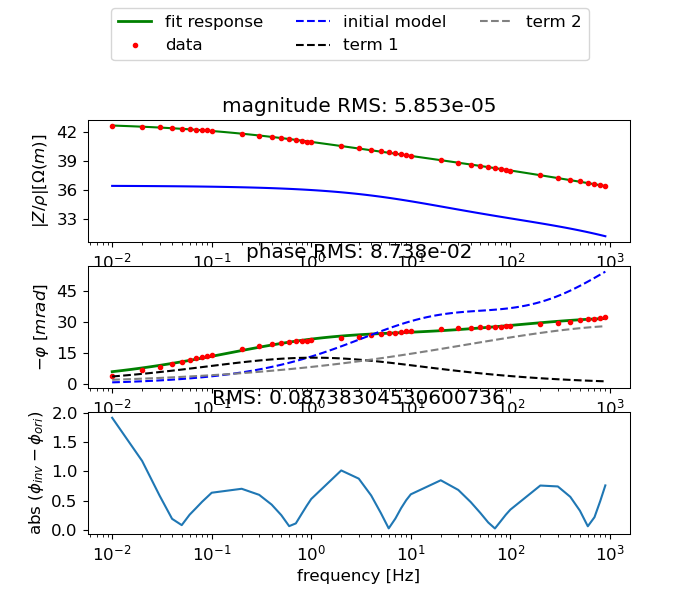 fit response
data
initial model
term 1
term 2
magnitude RMS: 5.853e-05
|Z/ρ|[Ω(m)]
42
39
36
33
10⁻² 10⁻¹ 10⁰ 10¹ 10² 10³
phase RMS: 8.738e-02
−φ [mrad]
45
30
15
0
10⁻² 10⁻¹ 10⁰ 10¹ 10² 10³
RMS: 0.08738304530600736
abs (ϕ_inv − ϕ_ori)
2.0
1.5
1.0
0.5
0.0
10⁻² 10⁻¹ 10⁰ 10¹ 10² 10³
frequency [Hz]